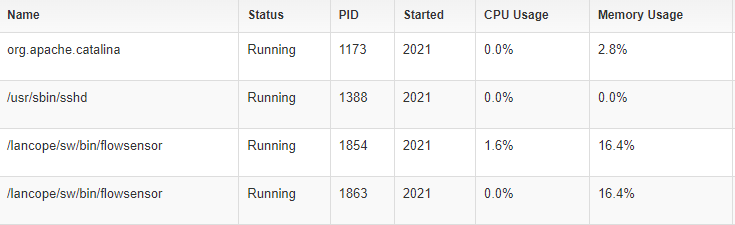 Name Status PID Started CPU Usage Memory Usage
org.apache.catalina Running 1173 2021 0.0% 2.8%
/usr/sbin/sshd Running 1388 2021 0.0% 0.0%
/lancope/sw/bin/flowsensor Running 1854 2021 1.6% 16.4%
/lancope/sw/bin/flowsensor Running 1863 2021 0.0% 16.4%